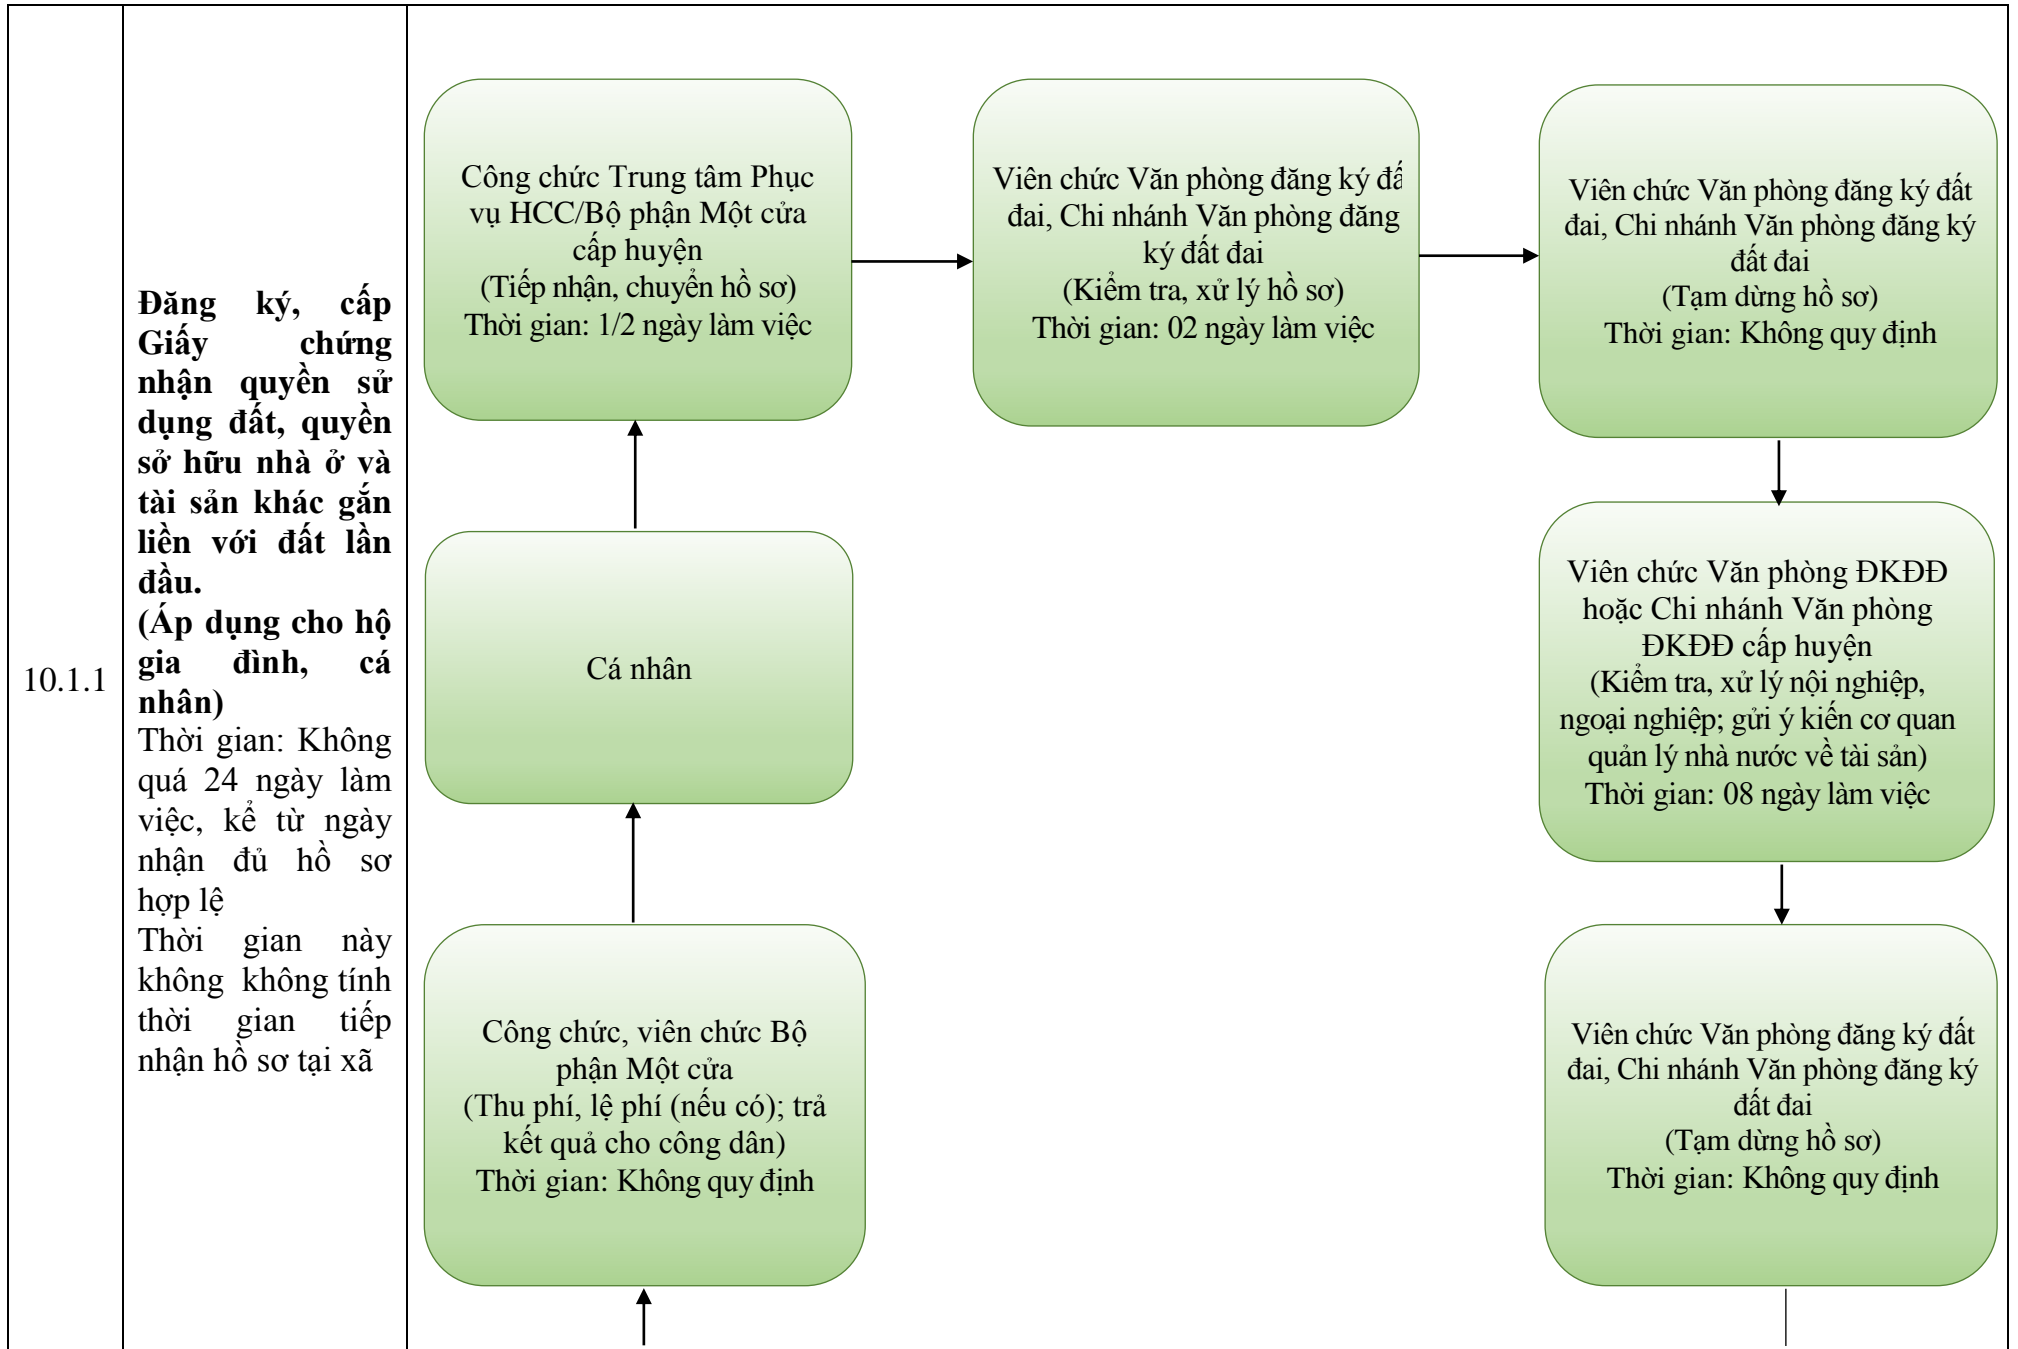 10.1.1
Đăng ký, cấp
Giấy chứng
nhận quyền sử
dụng đất, quyền
sở hữu nhà ở và
tài sản khác gắn
liền với đất lần
đầu.
(Áp dụng cho hộ
gia đình, cá
nhân)
Thời gian: Không
quá 24 ngày làm
việc, kể từ ngày
nhận đủ hồ sơ
hợp lệ
Thời gian này
không không tính
thời gian tiếp
nhận hồ sơ tại xã
Công chức Trung tâm Phục
vụ HCC/Bộ phận Một cửa
cấp huyện
(Tiếp nhận, chuyển hồ sơ)
Thời gian: 1/2 ngày làm việc
Viên chức Văn phòng đăng ký đấ
đai, Chi nhánh Văn phòng đăng
ký đất đai
(Kiểm tra, xử lý hồ sơ)
Thời gian: 02 ngày làm việc
Viên chức Văn phòng đăng ký đất
đai, Chi nhánh Văn phòng đăng ký
đất đai
(Tạm dừng hồ sơ)
Thời gian: Không quy định
Viên chức Văn phòng ĐKĐĐ
hoặc Chi nhánh Văn phòng
ĐKĐĐ cấp huyện
(Kiểm tra, xử lý nội nghiệp,
ngoại nghiệp; gửi ý kiến cơ quan
quản lý nhà nước về tài sản)
Thời gian: 08 ngày làm việc
Viên chức Văn phòng đăng ký đất
đai, Chi nhánh Văn phòng đăng ký
đất đai
(Tạm dừng hồ sơ)
Thời gian: Không quy định
Cá nhân
Công chức, viên chức Bộ
phận Một cửa
(Thu phí, lệ phí (nếu có); trả
kết quả cho công dân)
Thời gian: Không quy định